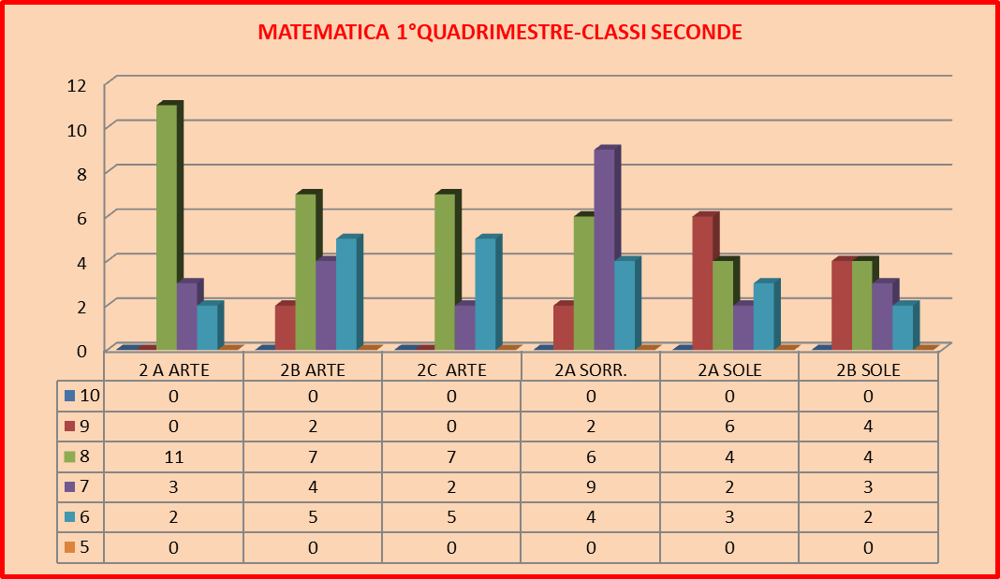 MATEMATICA 1°QUADRIMESTRE-CLASSI SECONDE
12
10
8
6
4
2
0
2 A ARTE 2B ARTE 2C ARTE 2A SORR. 2A SOLE 2B SOLE
10 0 0 0 0 0 0
9 0 2 0 2 6 4
8 11 7 7 6 4 4
7 3 4 2 9 2 3
6 2 5 5 4 3 2
5 0 0 0 0 0 0